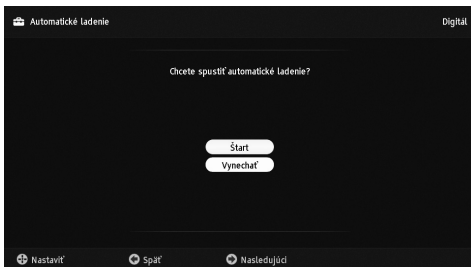 Automatické ladenie
Digitál
Chcete spustiť automatické ladenie?
Štart
Vynechať
Nastaviť
Späť
Nasledujúci